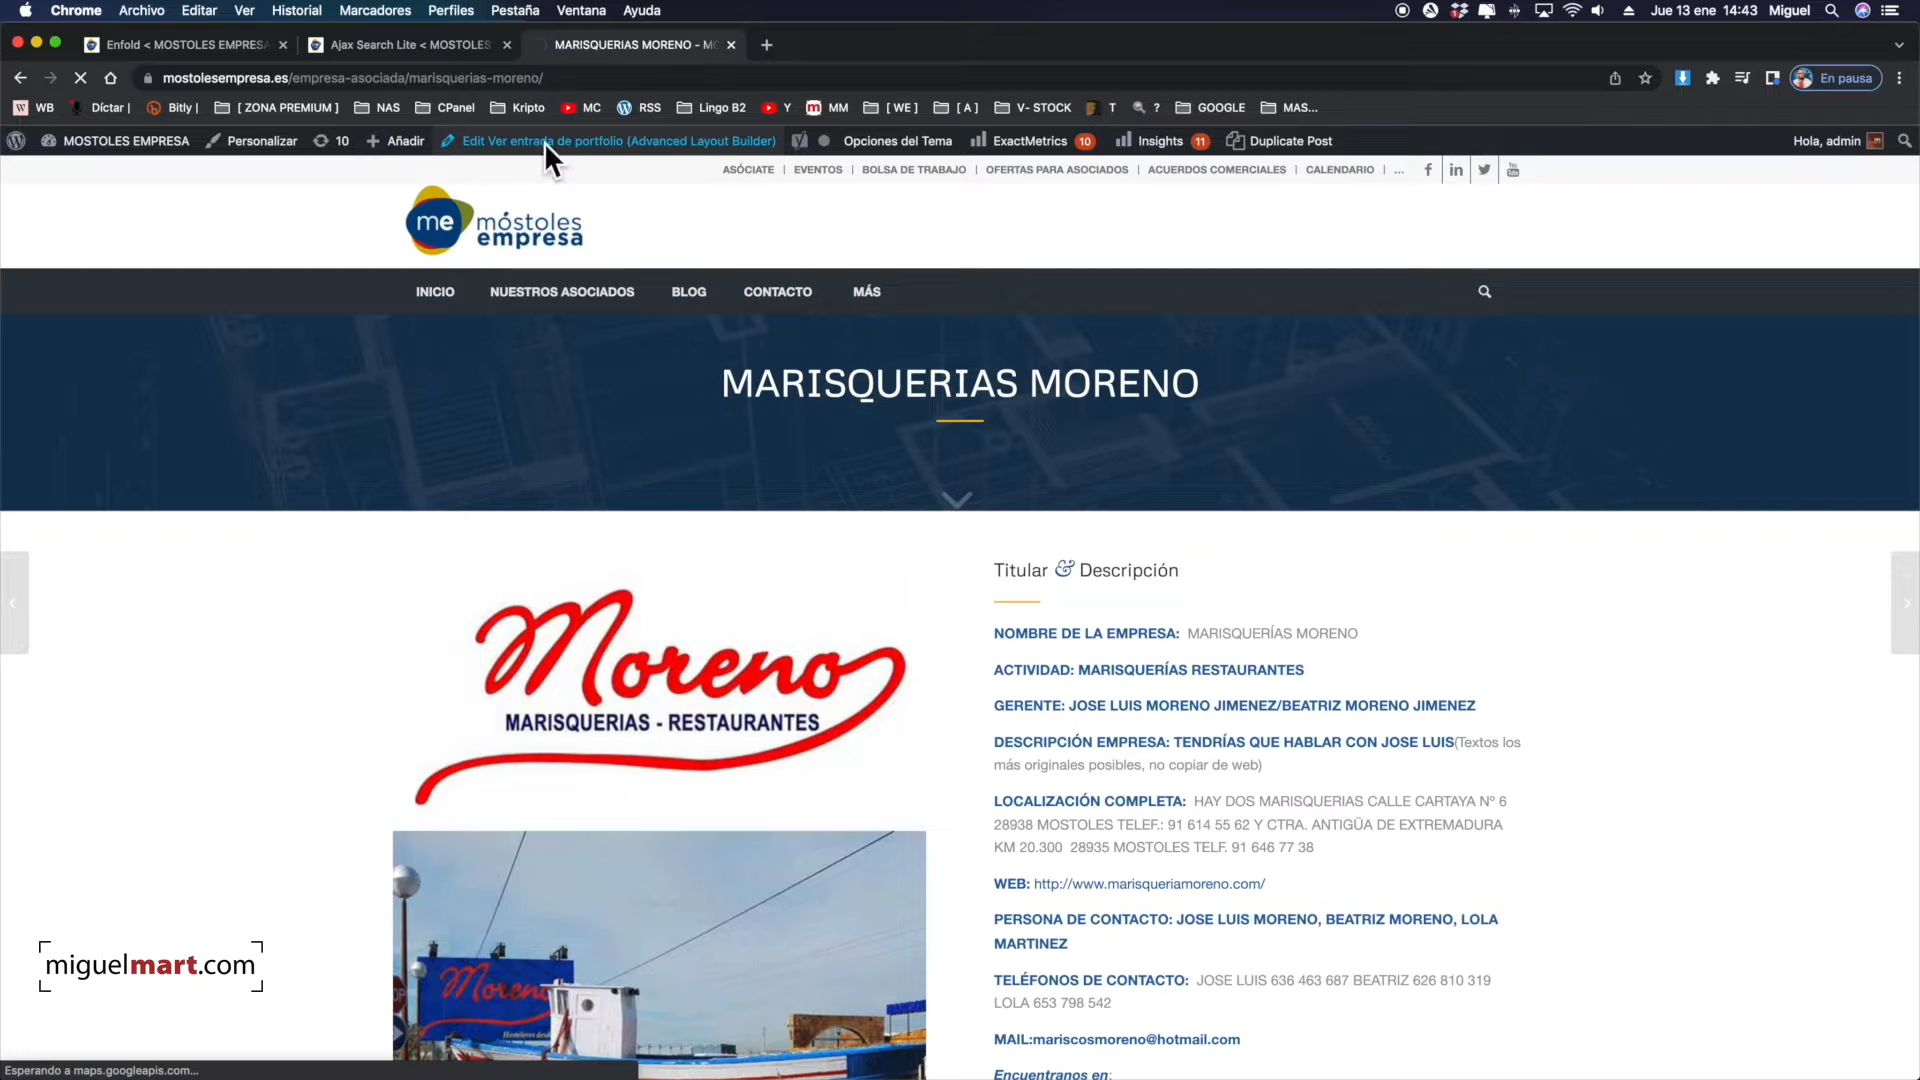 Chrome Archivo Editar Ver Historial Marcadores Perfiles Pestaña Ventana Ayuda Jue 13 ene 14:43 Miguel
Enfold < MOSTOLES EMPRESA Ajax Search Lite < MOSTOLES MARISQUERIAS MORENO - MO
mostolesempresa.es/empresa-asociada/marisquerias-moreno/ En pausa
WB Díctar | Bitly | [ ZONA PREMIUM ] NAS CPanel Kripto MC RSS Lingo B2 Y MM [ WE ] [ A ] V- STOCK T ? GOOGLE MAS...
MOSTOLES EMPRESA Personalizar 10 Añadir Edit Ver entrada de portfolio (Advanced Layout Builder) Opciones del Tema ExactMetrics 10 Insights 11 Duplicate Post Hola, admin
ASÓCIATE EVENTOS BOLSA DE TRABAJO OFERTAS PARA ASOCIADOS ACUERDOS COMERCIALES CALENDARIO ...
me móstoles
empresa
INICIO NUESTROS ASOCIADOS BLOG CONTACTO MÁS
MARISQUERIAS MORENO
Moreno
MARISQUERIAS - RESTAURANTES
Moreno
Titular & Descripción
NOMBRE DE LA EMPRESA: MARISQUERÍAS MORENO
ACTIVIDAD: MARISQUERÍAS RESTAURANTES
GERENTE: JOSE LUIS MORENO JIMENEZ/BEATRIZ MORENO JIMENEZ
DESCRIPCIÓN EMPRESA: TENDRÍAS QUE HABLAR CON JOSE LUIS(Textos los
más originales posibles, no copiar de web)
LOCALIZACIÓN COMPLETA: HAY DOS MARISQUERIAS CALLE CARTAYA Nº 6
28938 MOSTOLES TELEF.: 91 614 55 62 Y CTRA. ANTIGÜA DE EXTREMADURA
KM 20.300 28935 MOSTOLES TELF. 91 646 77 38
WEB: http://www.marisqueriamoreno.com/
PERSONA DE CONTACTO: JOSE LUIS MORENO, BEATRIZ MORENO, LOLA
MARTINEZ
TELÉFONOS DE CONTACTO: JOSE LUIS 636 463 687 BEATRIZ 626 810 319
LOLA 653 798 542
MAIL:mariscosmoreno@hotmail.com
Encuentranos en:
miguelmart.com
Esperando a maps.googleapis.com...